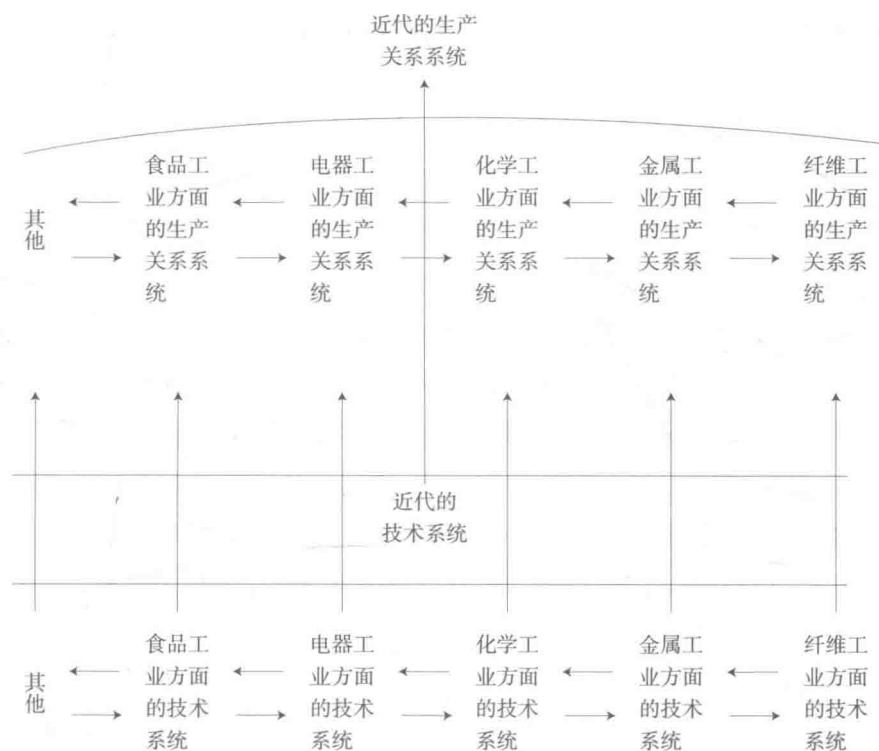 近代的生产
关系系统
其他
食品工
业方面
的生产
关系系
统
电器工
业方面
的生产
关系系
统
化学工
业方面
的生产
关系系
统
金属工
业方面
的生产
关系系
统
纤维工
业方面
的生产
关系系
统
近代的
技术系统
其他
食品工
业方面
的技术
系统
电器工
业方面
的技术
系统
化学工
业方面
的技术
系统
金属工
业方面
的技术
系统
纤维工
业方面
的技术
系统